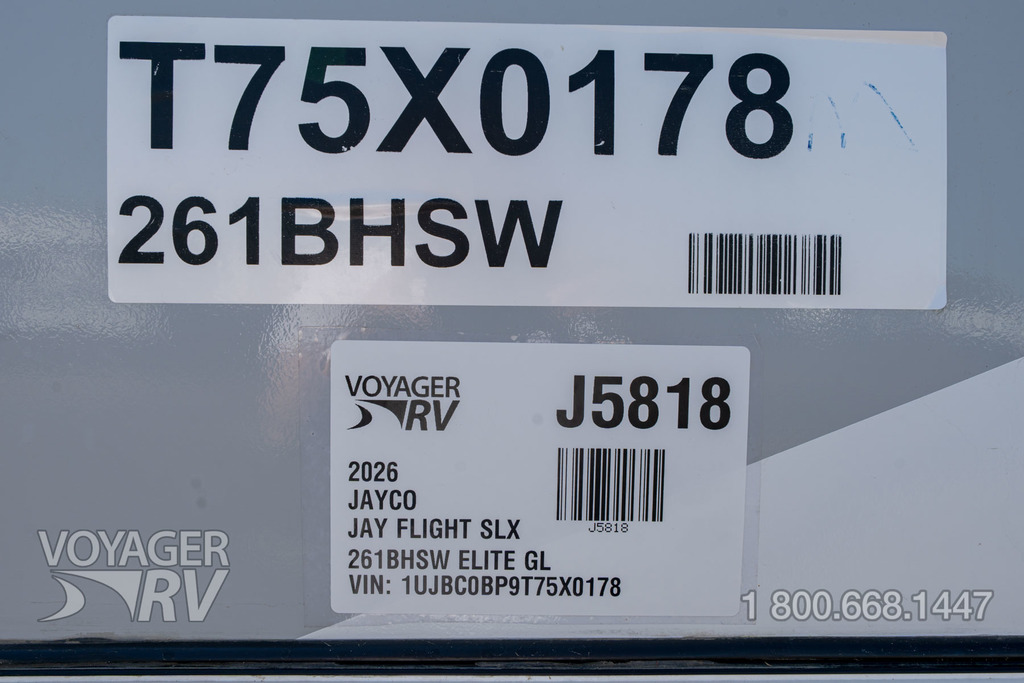 T75X0178
261BHSW
VOYAGER
RV
J5818
2026
JAYCO
JAY FLIGHT SLX
261BHSW ELITE GL
VIN: 1UJBC0BP9T75X0178
J5818
VOYAGER
RV
1 800.668.1447